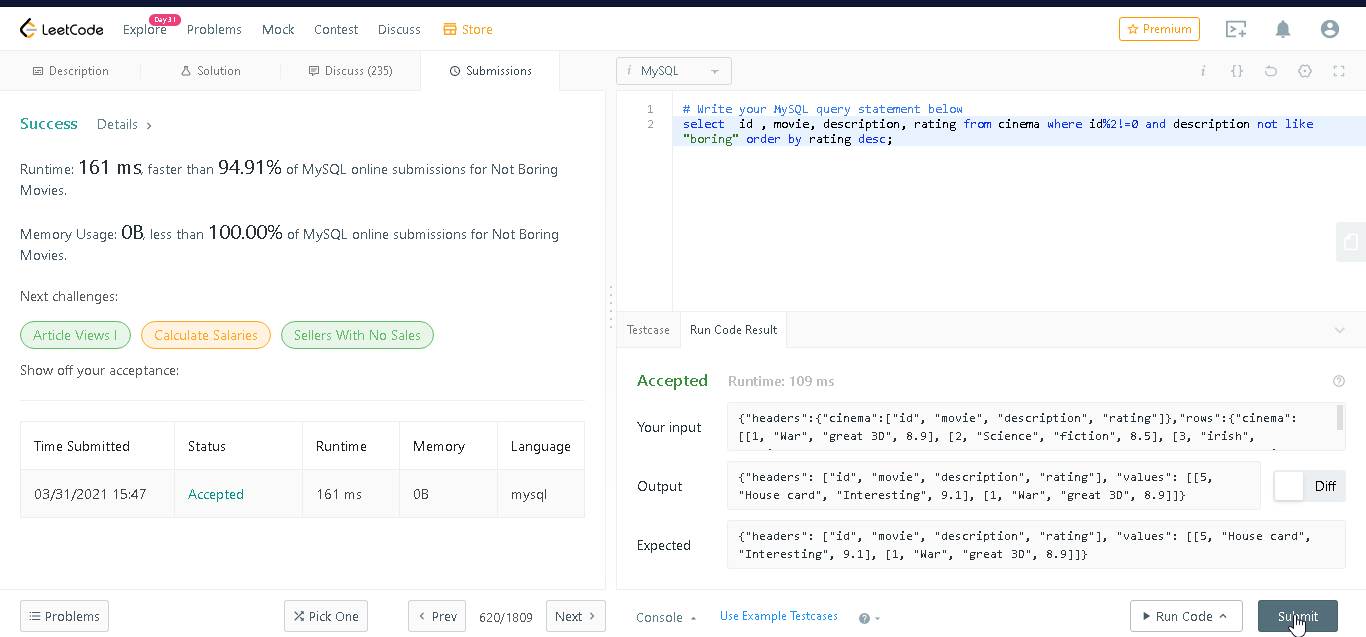 LeetCode Explore Day 31 Problems Mock Contest Discuss Store Premium
Description Solution Discuss (235) Submissions
i MySQL i {}
Success Details >
Runtime: 161 ms, faster than 94.91% of MySQL online submissions for Not Boring
Movies.
Memory Usage: 0B, less than 100.00% of MySQL online submissions for Not Boring
Movies.
Next challenges:
Article Views I Calculate Salaries Sellers With No Sales
Show off your acceptance:
Time Submitted Status Runtime Memory Language
03/31/2021 15:47 Accepted 161 ms 0B mysql
1 # Write your MySQL query statement below
2 select id , movie, description, rating from cinema where id%2!=0 and description not like
"boring" order by rating desc;
Testcase Run Code Result
Accepted Runtime: 109 ms
Your input
{"headers":{"cinema":["id", "movie", "description", "rating"]},"rows":{"cinema":
[[1, "War", "great 3D", 8.9], [2, "Science", "fiction", 8.5], [3, "irish",
Output
{"headers": ["id", "movie", "description", "rating"], "values": [[5,
"House card", "Interesting", 9.1], [1, "War", "great 3D", 8.9]]}
Diff
Expected
{"headers": ["id", "movie", "description", "rating"], "values": [[5, "House card",
"Interesting", 9.1], [1, "War", "great 3D", 8.9]]}
Problems Pick One < Prev 620/1809 Next >
Console Use Example Testcases ? Run Code Submit